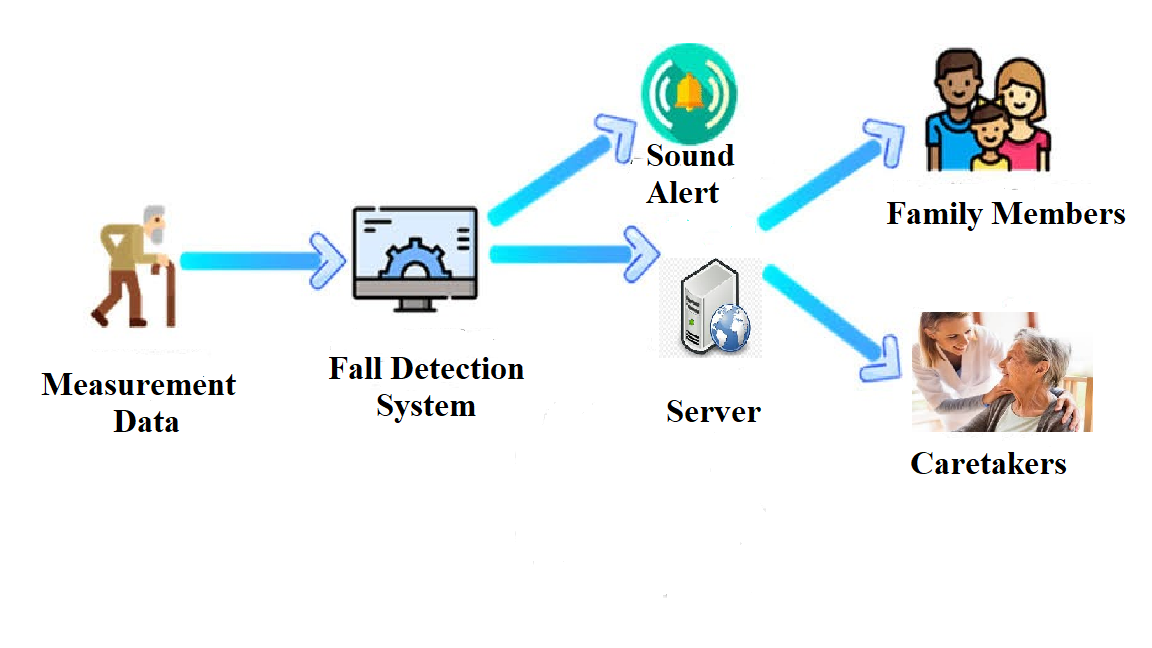 Sound
Alert
Family Members
Measurement
Data
Fall Detection
System
Server
Caretakers